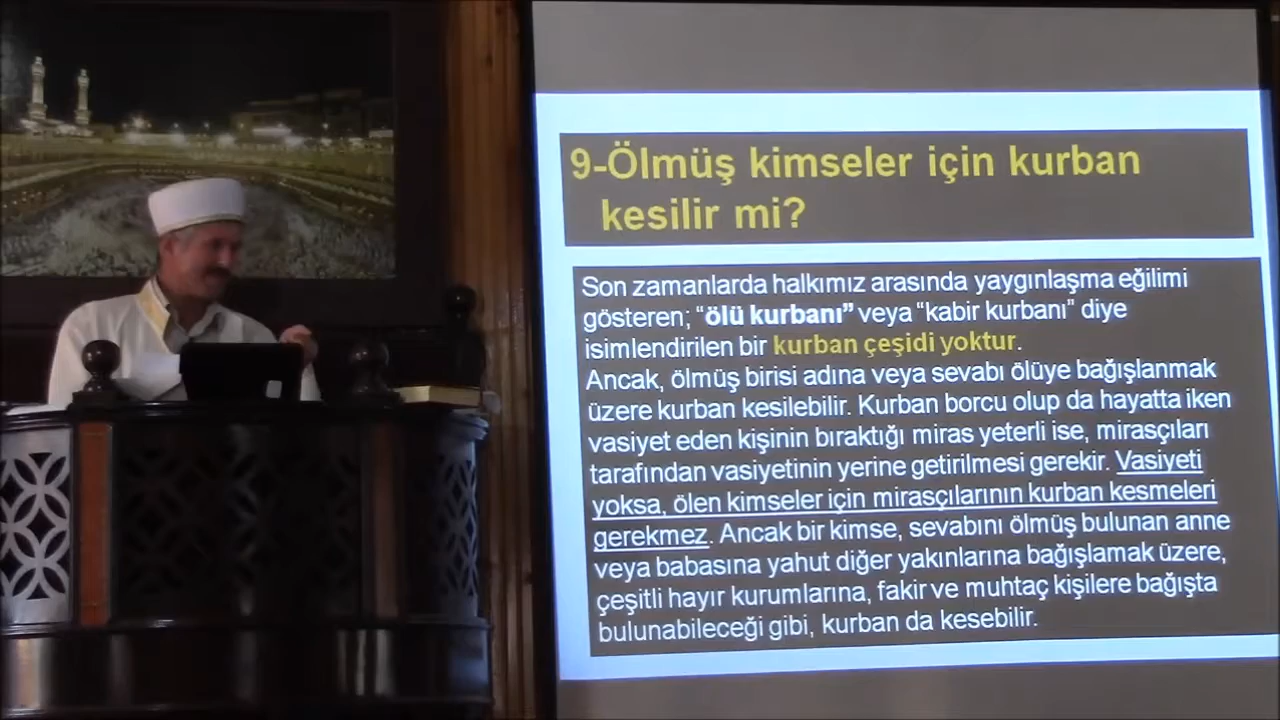 9-Ölmüş kimseler için kurban
kesilir mi?
Son zamanlarda halkımız arasında yaygınlaşma eğilimi
gösteren; “ölü kurbanı” veya “kabir kurbanı” diye
isimlendirilen bir kurban çeşidi yoktur.
Ancak, ölmüş birisi adına veya sevabı ölüye bağışlanmak
üzere kurban kesilebilir. Kurban borcu olup da hayatta iken
vasiyet eden kişinin bıraktığı miras yeterli ise, mirasçıları
tarafından vasiyetinin yerine getirilmesi gerekir. Vasiyeti
yoksa, ölen kimseler için mirasçılarının kurban kesmeleri
gerekmez. Ancak bir kimse, sevabını ölmüş bulunan anne
veya babasına yahut diğer yakınlarına bağışlamak üzere,
çeşitli hayır kurumlarına, fakir ve muhtaç kişilere bağışta
bulunabileceği gibi, kurban da kesebilir.